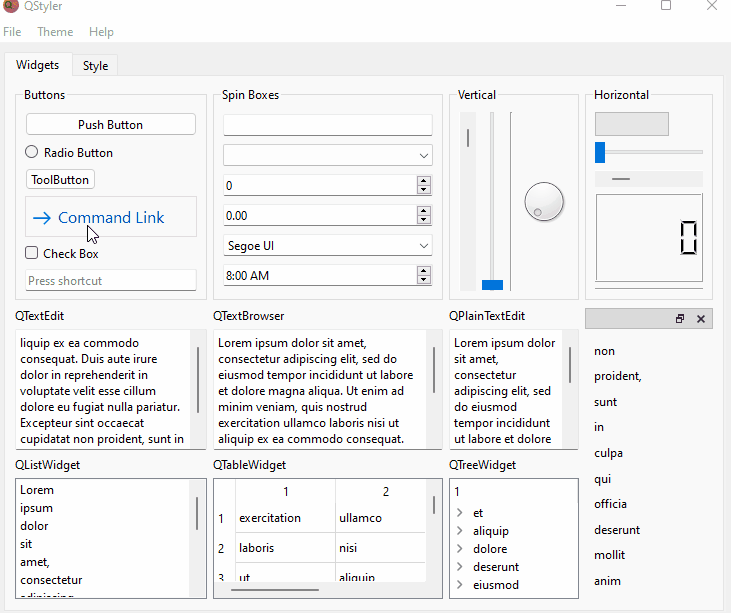 QStyler
File Theme Help
Widgets Style
Buttons
Push Button
Radio Button
ToolButton
Command Link
Check Box
Press shortcut
Spin Boxes
0
0.00
Segoe UI
8:00 AM
Vertical
Horizontal
0
QTextEdit
liquip ex ea commodo
consequat. Duis aute irure
dolor in reprehenderit in
voluptate velit esse cillum
dolore eu fugiat nulla pariatur.
Excepteur sint occaecat
cupidatat non proident, sunt in
QTextBrowser
Lorem ipsum dolor sit amet,
consectetur adipiscing elit, sed do
eiusmod tempor incididunt ut labore
et dolore magna aliqua. Ut enim ad
minim veniam, quis nostrud
exercitation ullamco laboris nisi ut
aliquip ex ea commodo consequat.
QPlainTextEdit
Lorem ipsum dolor
sit amet,
consectetur
adipiscing elit, sed
do eiusmod
tempor incididunt
ut labore et dolore
non
proident,
sunt
in
culpa
qui
officia
deserunt
mollit
anim
QListWidget
Lorem
ipsum
dolor
sit
amet,
consectetur
adipiscing
QTableWidget
1 2
1 exercitation ullamco
2 laboris nisi
3 ut aliquip
QTreeWidget
1
et
aliquip
dolore
deserunt
eiusmod